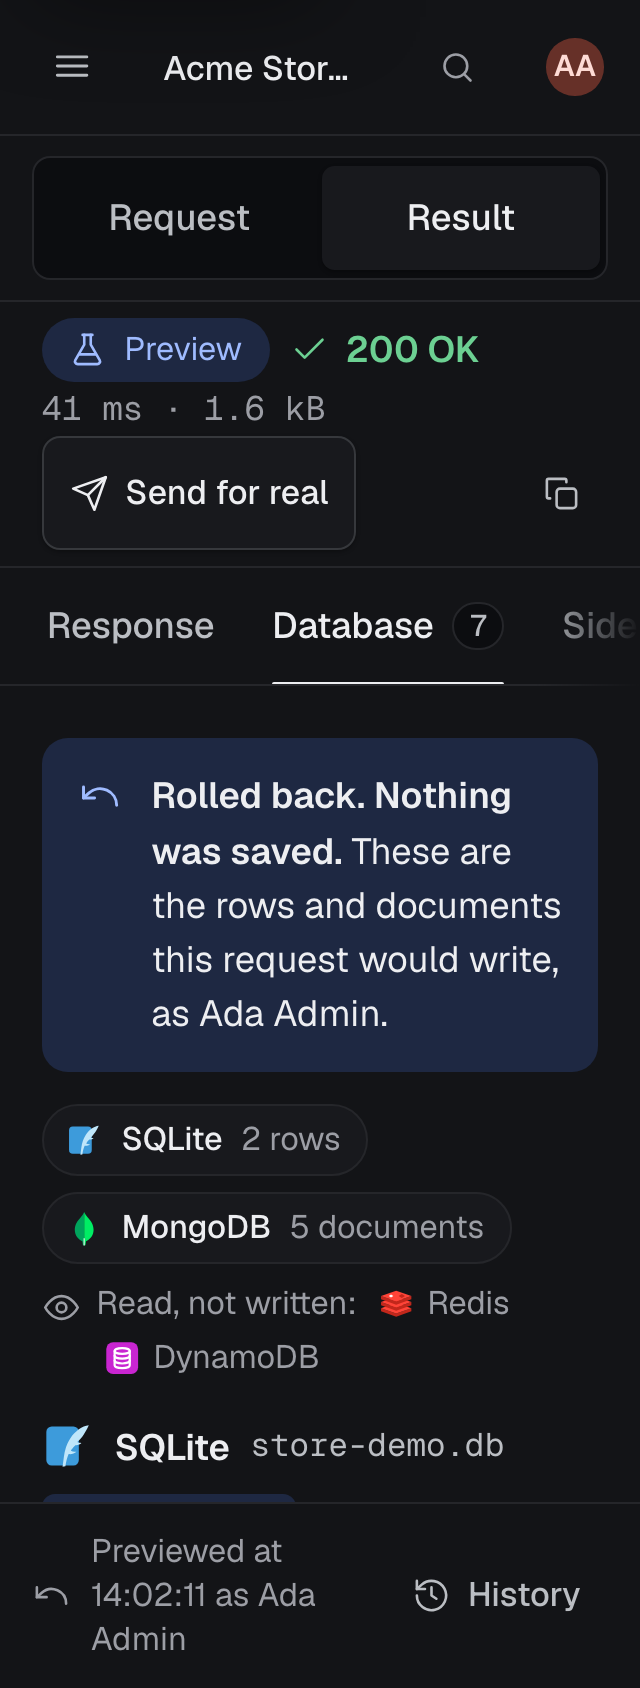 Acme Stor...
AA
Request
Result
Preview
200 OK
41 ms · 1.6 kB
Send for real
Response
Database
7
Side
Rolled back. Nothing
was saved. These are
the rows and documents
this request would write,
as Ada Admin.
SQLite 2 rows
MongoDB 5 documents
Read, not written: Redis
DynamoDB
SQLite store-demo.db
Previewed at
14:02:11 as Ada
Admin
History